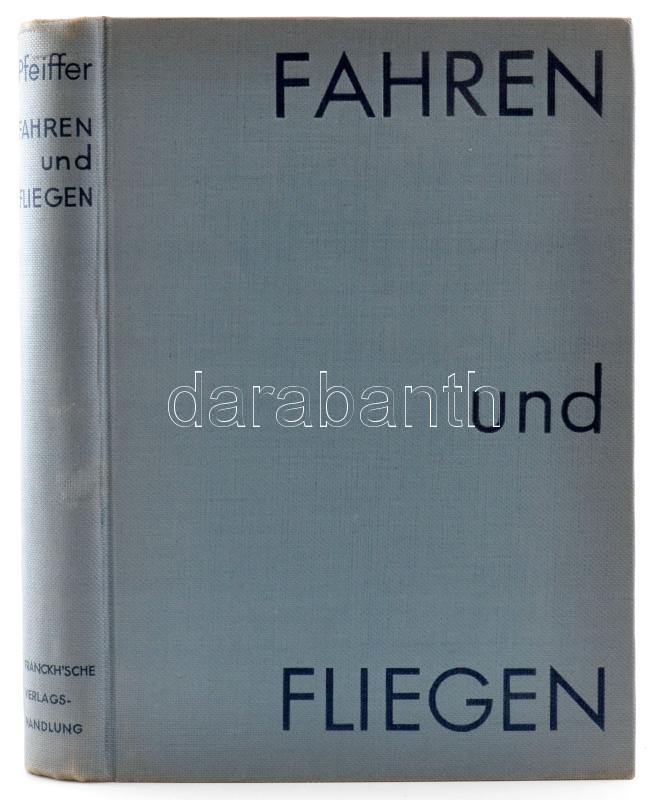 Pfeiffer
FAHREN
und
FLIEGEN
FRANCKH'SCHE
VERLAGS-
HANDLUNG
FAHREN
und
FLIEGEN
darabanth